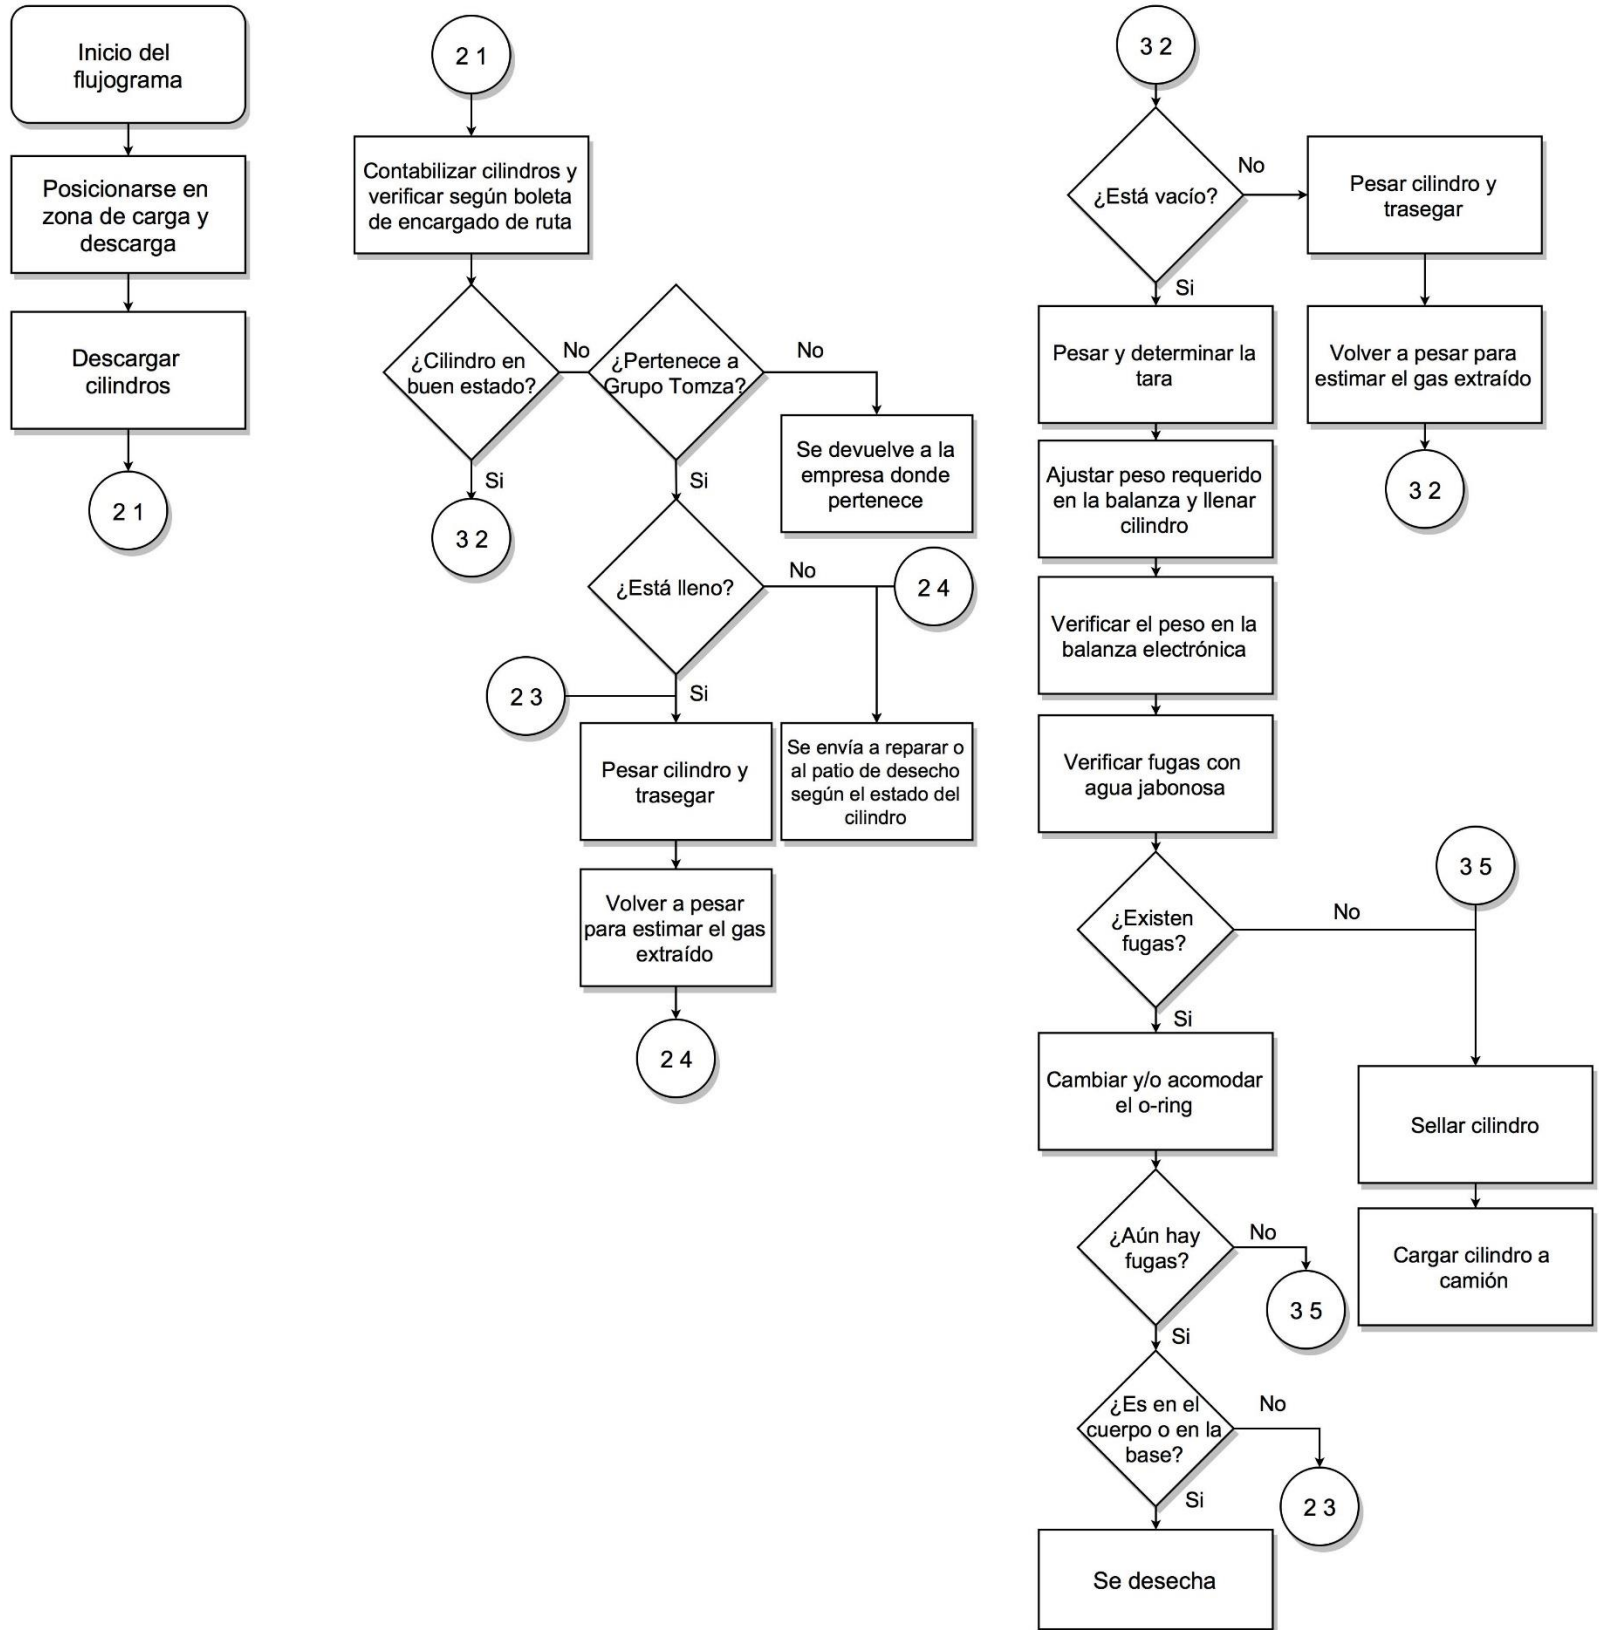 Inicio del
flujograma
Posicionarse en
zona de carga y
descarga
Descargar
cilindros
2 1
2 1
Contabilizar cilindros y
verificar según boleta
de encargado de ruta
¿Cilindro en
buen estado?
No
Si
3 2
¿Pertenece a
Grupo Tomza?
No
Se devuelve a la
empresa donde
pertenece
Si
¿Está lleno?
No
2 4
2 3
Si
Pesar cilindro y
trasegar
Se envía a reparar o
al patio de desecho
según el estado del
cilindro
Volver a pesar
para estimar el gas
extraído
2 4
3 2
¿Está vacío?
No
Pesar cilindro y
trasegar
Volver a pesar para
estimar el gas extraído
3 2
Si
Pesar y determinar la
tara
Ajustar peso requerido
en la balanza y llenar
cilindro
Verificar el peso en la
balanza electrónica
Verificar fugas con
agua jabonosa
¿Existen
fugas?
No
3 5
Sellar cilindro
Cargar cilindro a
camión
Si
Cambiar y/o acomodar
el o-ring
¿Aún hay
fugas?
No
3 5
Si
¿Es en el
cuerpo o en la
base?
No
2 3
Si
Se desecha